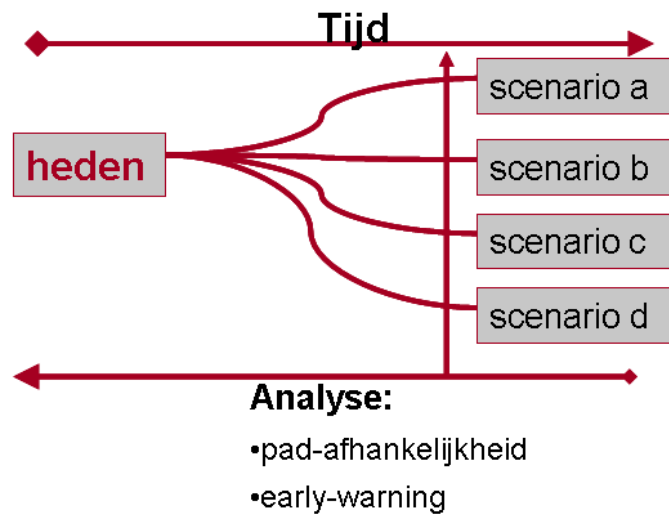 Tijd
scenario a
heden
scenario b
scenario c
scenario d
Analyse:
•pad-afhankelijkheid
•early-warning